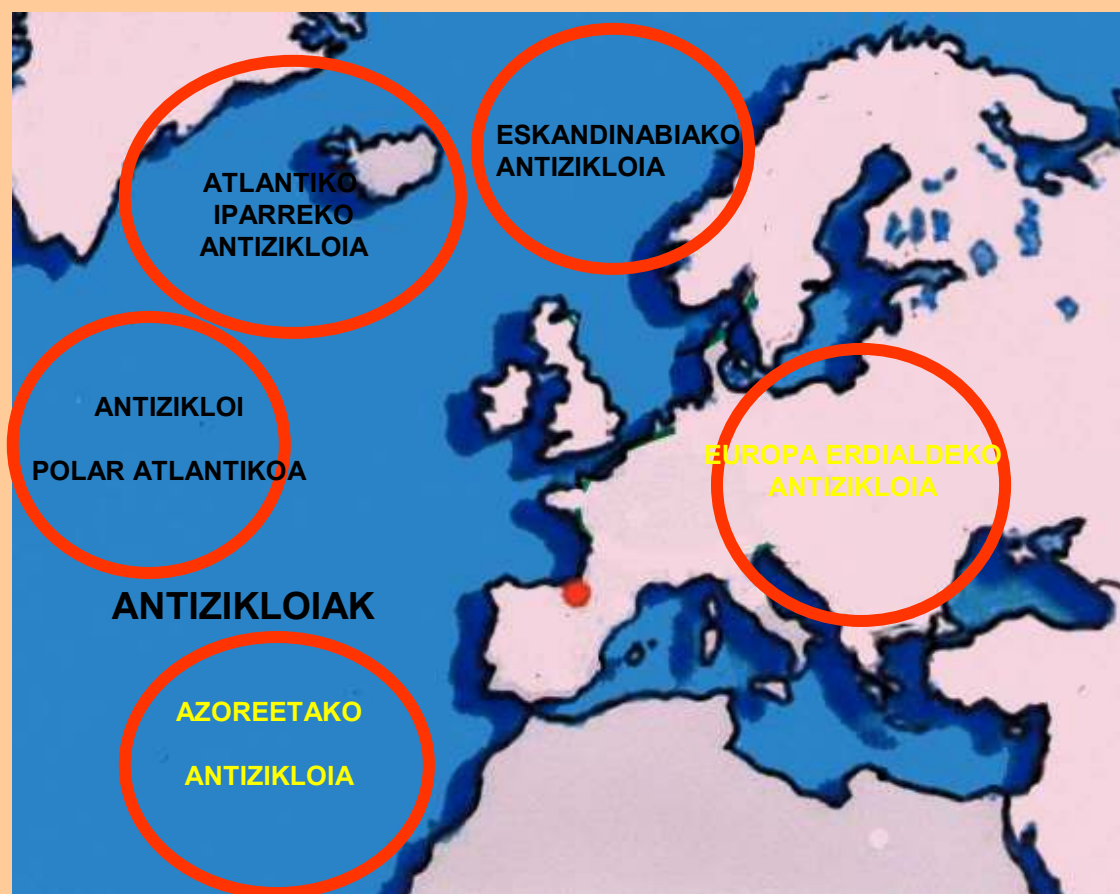 ESKANDINABIAKO
ANTIZIKLOIA
ATLANTIKO
IPARREKO
ANTIZIKLOIA
ANTIZIKLOI
POLAR ATLANTIKOA
EUROPA ERDIALDEKO
ANTIZIKLOIA
ANTIZIKLOIAK
AZOREETAKO
ANTIZIKLOIA